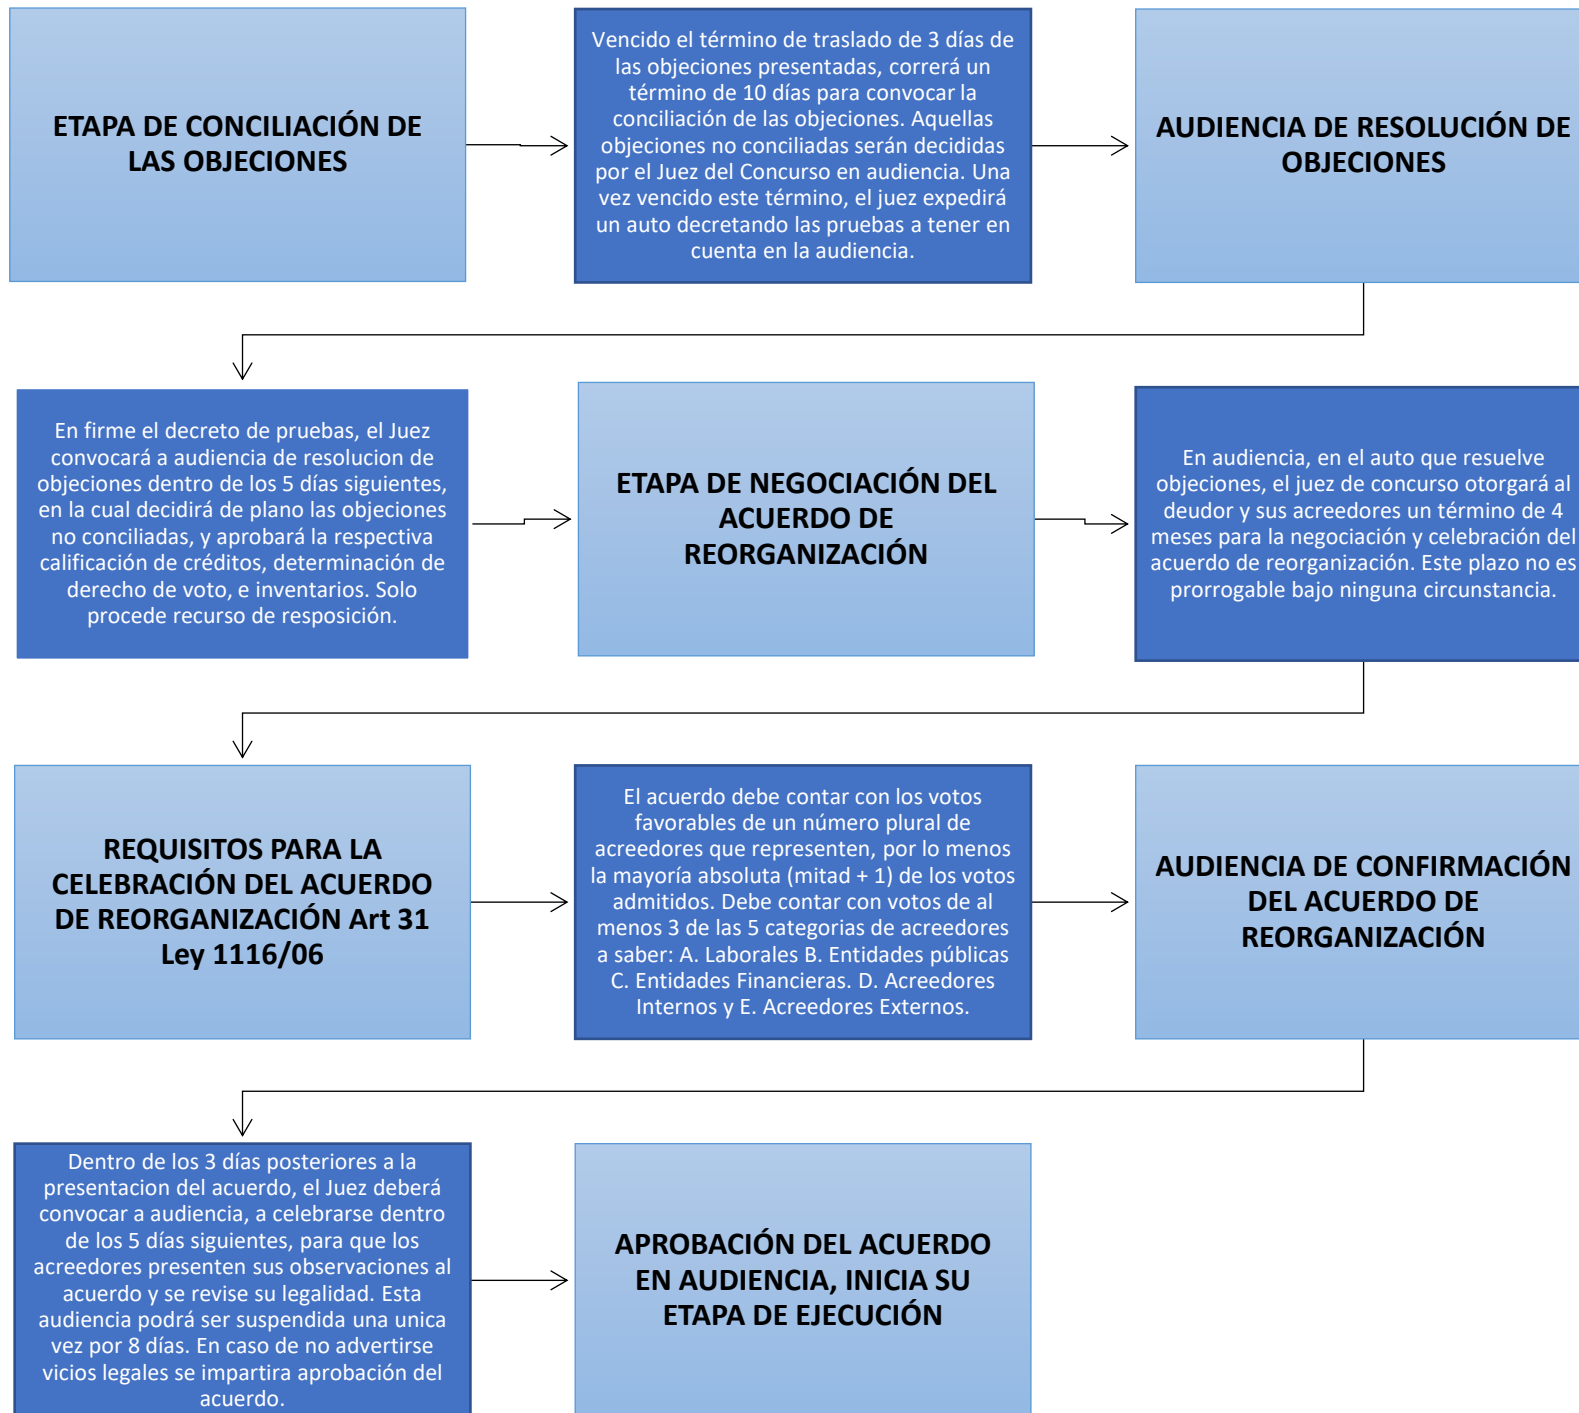 ETAPA DE CONCILIACIÓN DE
LAS OBJECIONES
Vencido el término de traslado de 3 días de
las objeciones presentadas, correrá un
término de 10 días para convocar la
conciliación de las objeciones. Aquellas
objeciones no conciliadas serán decididas
por el Juez del Concurso en audiencia. Una
vez vencido este término, el juez expedirá
un auto decretando las pruebas a tener en
cuenta en la audiencia.
AUDIENCIA DE RESOLUCIÓN DE
OBJECIONES
En firme el decreto de pruebas, el Juez
convocará a audiencia de resolucion de
objeciones dentro de los 5 días siguientes,
en la cual decidirá de plano las objeciones
no conciliadas, y aprobará la respectiva
calificación de créditos, determinación de
derecho de voto, e inventarios. Solo
procede recurso de resposición.
ETAPA DE NEGOCIACIÓN DEL
ACUERDO DE
REORGANIZACIÓN
En audiencia, en el auto que resuelve
objeciones, el juez de concurso otorgará al
deudor y sus acreedores un término de 4
meses para la negociación y celebración del
acuerdo de reorganización. Este plazo no es
prorrogable bajo ninguna circunstancia.
REQUISITOS PARA LA
CELEBRACIÓN DEL ACUERDO
DE REORGANIZACIÓN Art 31
Ley 1116/06
El acuerdo debe contar con los votos
favorables de un número plural de
acreedores que representen, por lo menos
la mayoría absoluta (mitad + 1) de los votos
admitidos. Debe contar con votos de al
menos 3 de las 5 categorias de acreedores
a saber: A. Laborales B. Entidades públicas
C. Entidades Financieras. D. Acreedores
Internos y E. Acreedores Externos.
AUDIENCIA DE CONFIRMACIÓN
DEL ACUERDO DE
REORGANIZACIÓN
Dentro de los 3 días posteriores a la
presentacion del acuerdo, el Juez deberá
convocar a audiencia, a celebrarse dentro
de los 5 días siguientes, para que los
acreedores presenten sus observaciones al
acuerdo y se revise su legalidad. Esta
audiencia podrá ser suspendida una unica
vez por 8 días. En caso de no advertirse
vicios legales se impartira aprobación del
acuerdo.
APROBACIÓN DEL ACUERDO
EN AUDIENCIA, INICIA SU
ETAPA DE EJECUCIÓN